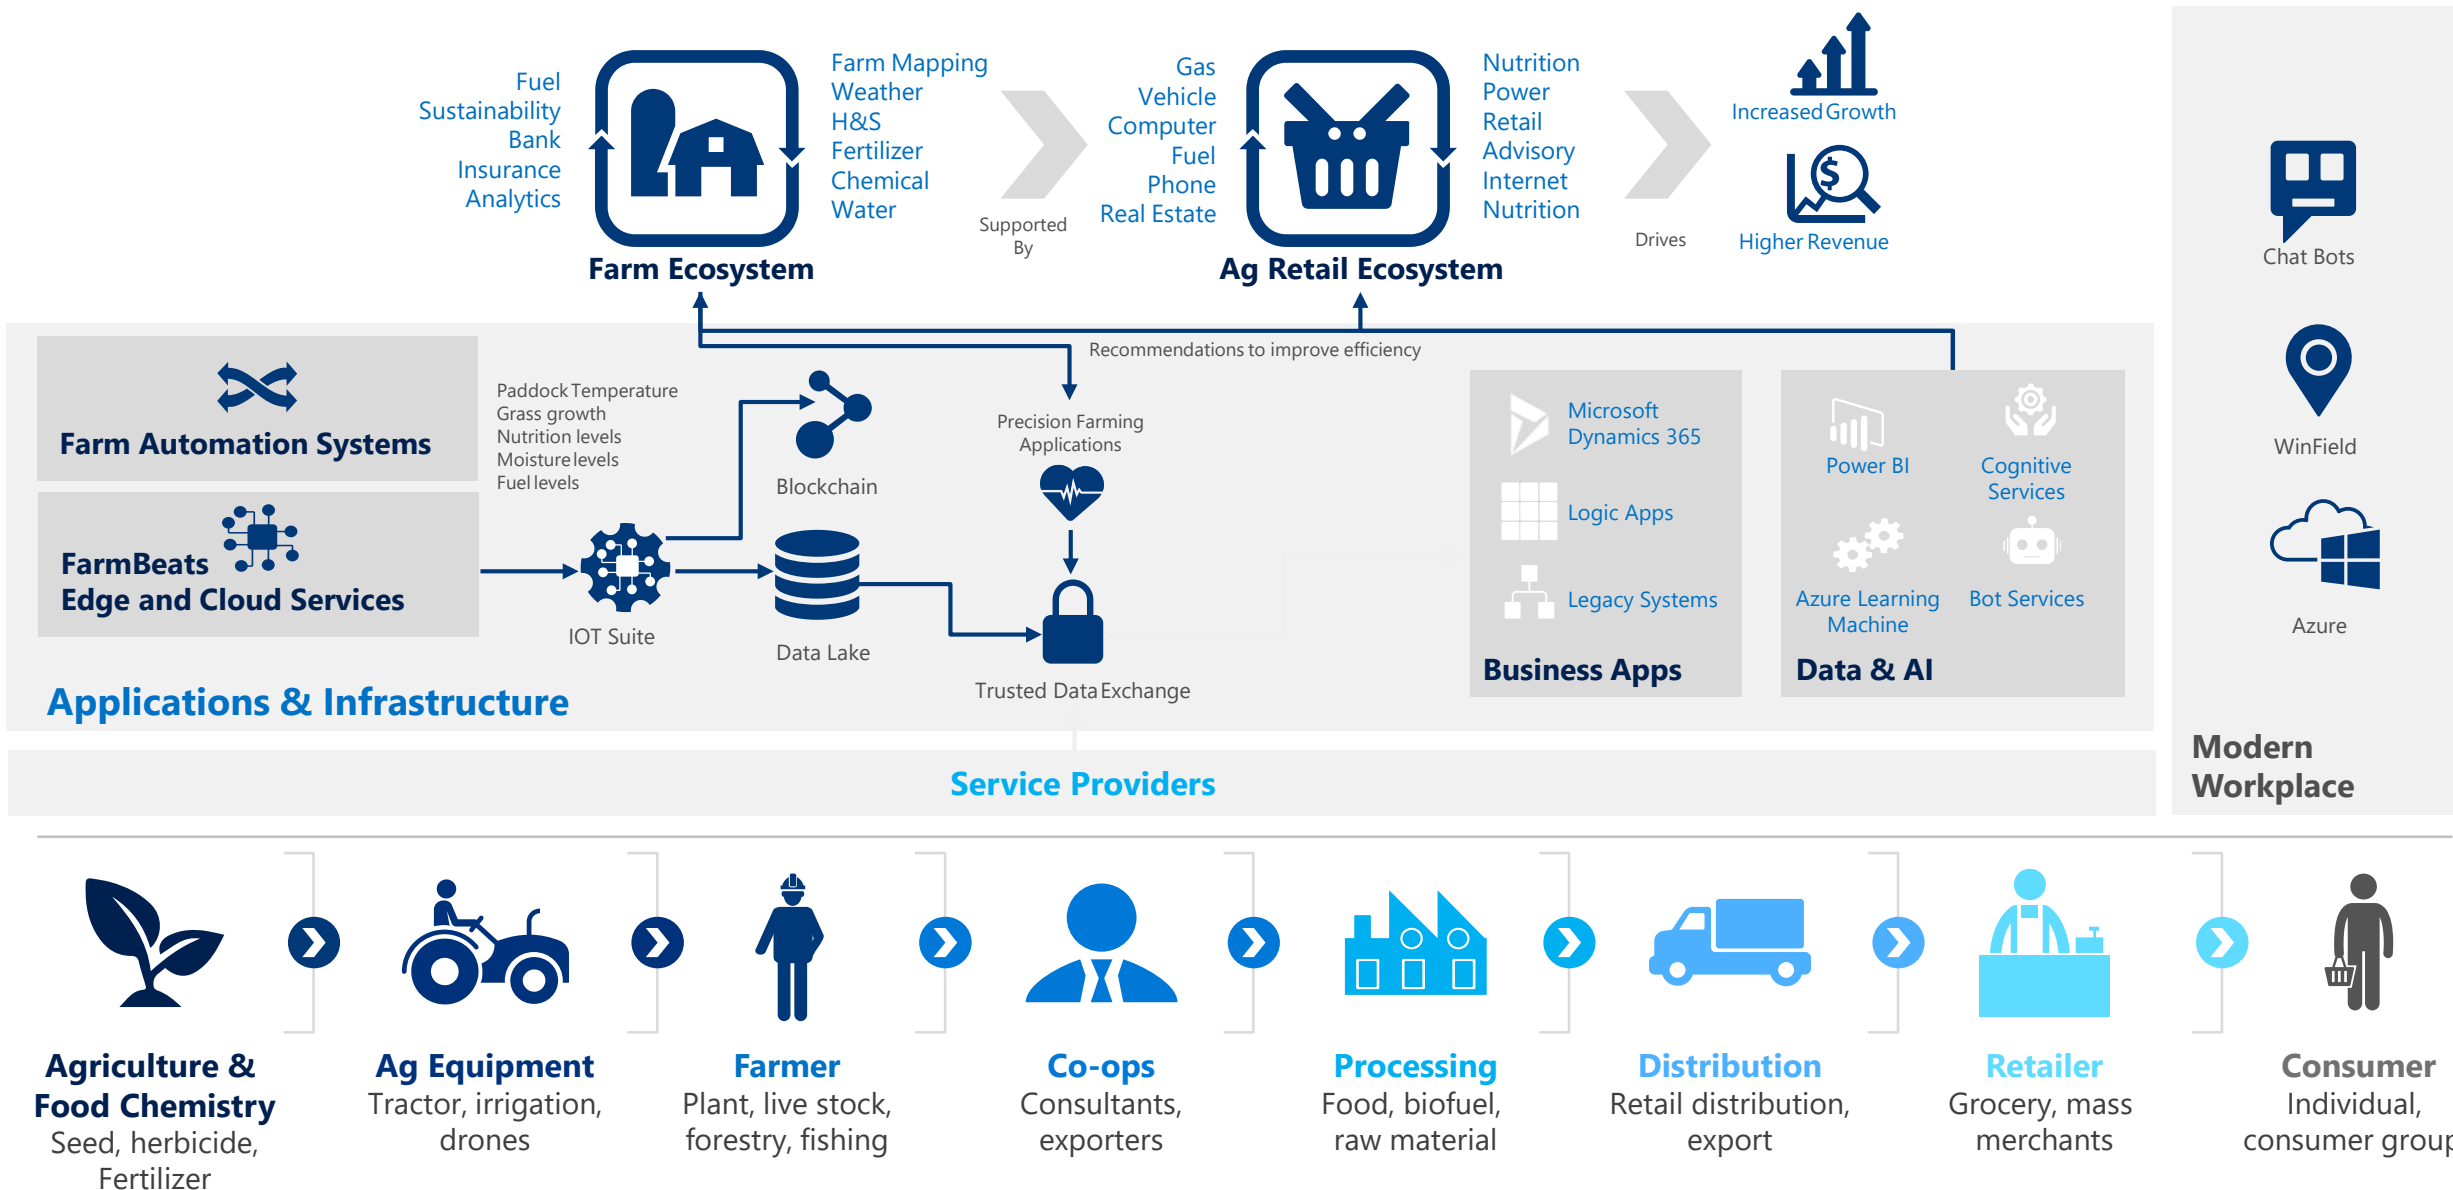 Fuel
Sustainability
Bank
Insurance
Analytics
Farm Mapping
Weather
H&S
Fertilizer
Chemical
Water
Farm Ecosystem
Supported
By
Gas
Vehicle
Computer
Fuel
Phone
Real Estate
Nutrition
Power
Retail
Advisory
Internet
Nutrition
Ag Retail Ecosystem
Drives
Increased Growth
$
Higher Revenue
Chat Bots
WinField
Azure
Modern
Workplace
Farm Automation Systems
FarmBeats
Edge and Cloud Services
Paddock Temperature
Grass growth
Nutrition levels
Moisture levels
Fuel levels
IOT Suite
Blockchain
Data Lake
Recommendations to improve efficiency
Precision Farming
Applications
Trusted Data Exchange
Microsoft
Dynamics 365
Logic Apps
Legacy Systems
Business Apps
Power BI
Cognitive
Services
Azure Learning
Machine
Bot Services
Data & AI
Applications & Infrastructure
Service Providers
Agriculture &
Food Chemistry
Seed, herbicide,
Fertilizer
Ag Equipment
Tractor, irrigation,
drones
Farmer
Plant, live stock,
forestry, fishing
Co-ops
Consultants,
exporters
Processing
Food, biofuel,
raw material
Distribution
Retail distribution,
export
Retailer
Grocery, mass
merchants
Consumer
Individual,
consumer group